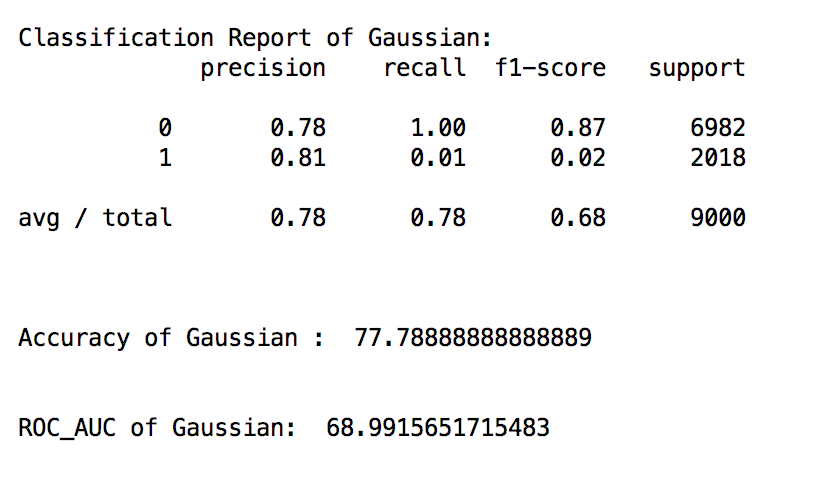 Classification Report of Gaussian:
precision recall f1-score support
0 0.78 1.00 0.87 6982
1 0.81 0.01 0.02 2018
avg / total 0.78 0.78 0.68 9000
Accuracy of Gaussian : 77.78888888888889
ROC_AUC of Gaussian: 68.9915651715483